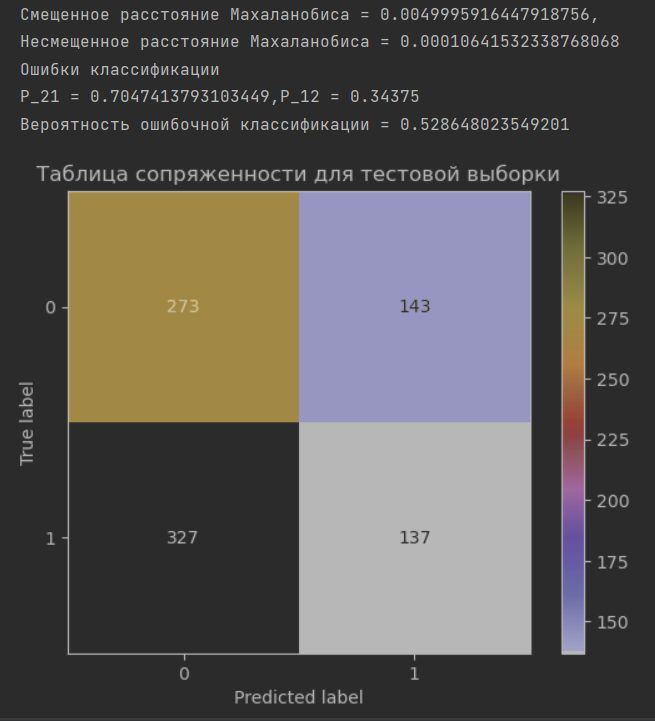 Смещенное расстояние Махаланобиса = 0.0049995916447918756,
Несмещенное расстояние Махаланобиса = 0.00010641532338768068
Ошибки классификации
P_21 = 0.7047413793103449,P_12 = 0.34375
Вероятность ошибочной классификации = 0.528648023549201
Таблица сопряженности для тестовой выборки
325
300
275
250
225
200
175
150
True label
0
273
143
1
327
137
0
1
Predicted label